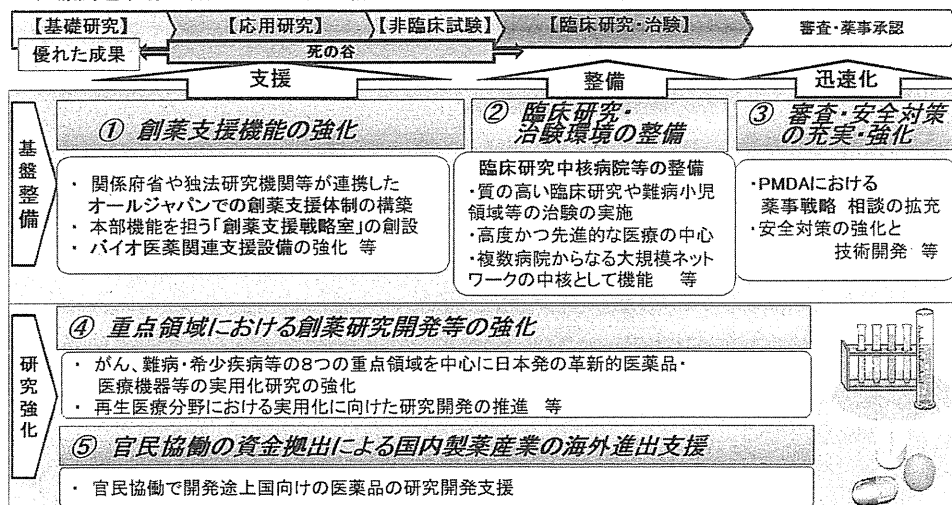 【基礎研究】
【応用研究】
【非臨床試験】
【臨床研究・治験】
審査・薬事承認
優れた成果
死の谷
支援
整備
迅速化
基盤整備
① 創薬支援機能の強化
・ 関係府省や独法研究機関等が連携した
オールジャパンでの創薬支援体制の構築
・ 本部機能を担う「創薬支援戦略室」の創設
・ バイオ医薬関連支援設備の強化 等
② 臨床研究・
治験環境の整備
臨床研究中核病院等の整備
・質の高い臨床研究や難病小児
領域等の治験の実施
・高度かつ先進的な医療の中心
・複数病院からなる大規模ネット
ワークの中核として機能 等
③ 審査・安全対策
の充実・強化
・PMDAにおける
薬事戦略 相談の拡充
・安全対策の強化と
技術開発 等
研究強化
④ 重点領域における創薬研究開発等の強化
・ がん、難病・希少疾病等の8つの重点領域を中心に日本発の革新的医薬品・
医療機器等の実用化研究の強化
・ 再生医療分野における実用化に向けた研究開発の推進 等
⑤ 官民協働の資金拠出による国内製薬産業の海外進出支援
・ 官民協働で開発途上国向けの医薬品の研究開発支援